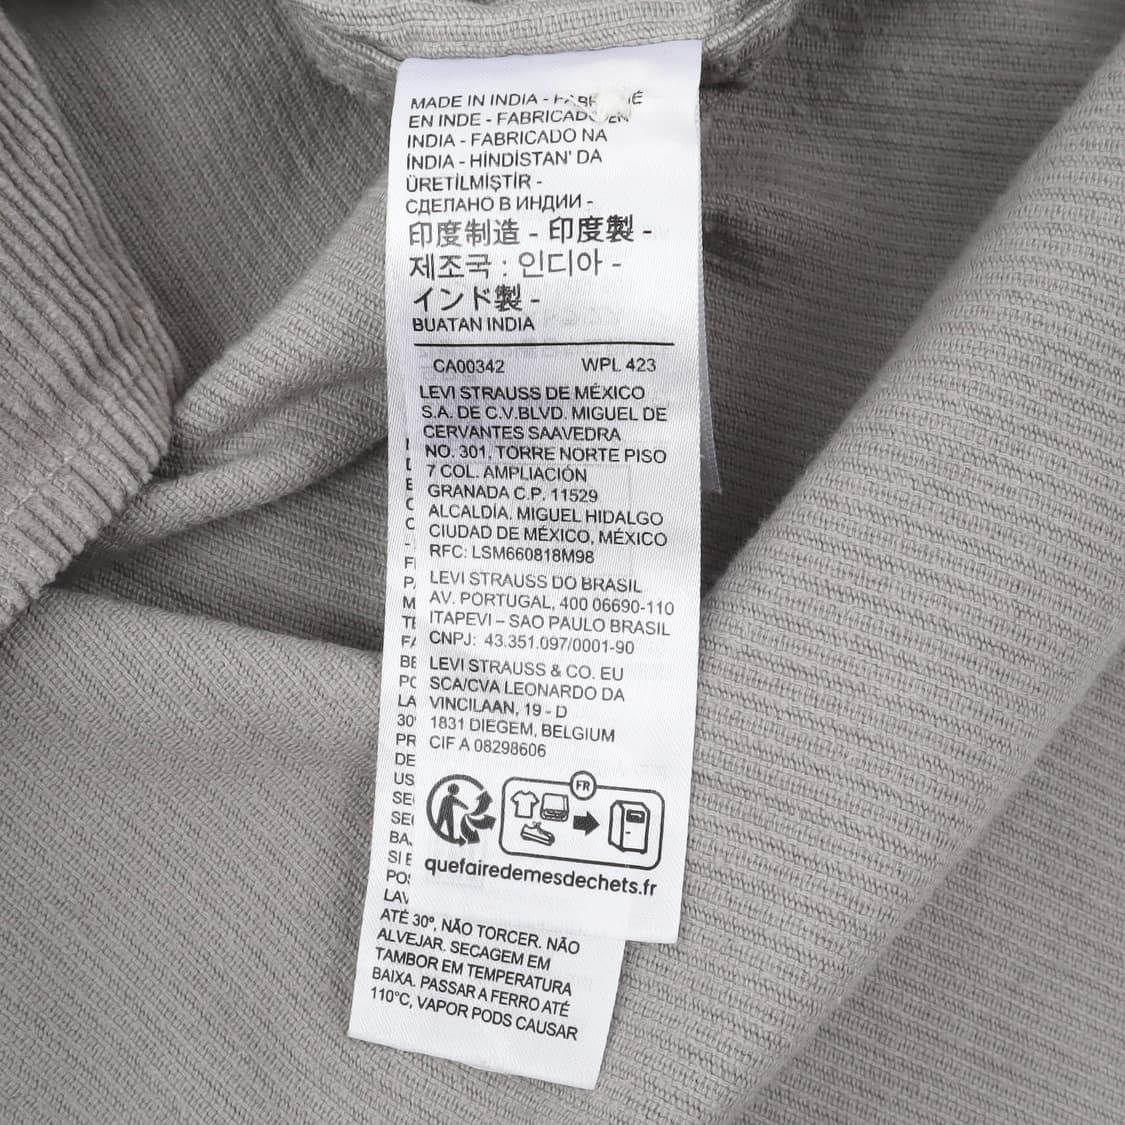 MADE IN INDIA -
EN INDE - FABRICADO EN
INDIA - FABRICADO NA
ÍNDIA - HİNDİSTAN' DA
ÜRETİLMİŞTİR -
СДЕЛАНО В ИНДИИ -
印度制造 - 印度製 -
제조국 : 인디아 -
インド製 -
BUATAN INDIA
CA00342 WPL 423
LEVI STRAUSS DE MÉXICO
S.A. DE C.V.BLVD. MIGUEL DE
CERVANTES SAAVEDRA
NO. 301, TORRE NORTE PISO
7 COL. AMPLIACIÓN
GRANADA C.P. 11529
ALCALDÍA. MIGUEL HIDALGO
CIUDAD DE MÉXICO, MÉXICO
RFC: LSM660818M98
LEVI STRAUSS DO BRASIL
AV. PORTUGAL, 400 06690-110
ITAPEVI – SAO PAULO BRASIL
CNPJ: 43.351.097/0001-90
LEVI STRAUSS & CO. EU
SCA/CVA LEONARDO DA
VINCILAAN, 19 - D
1831 DIEGEM, BELGIUM
CIF A 08298606
FR
quefairedemesdechets.fr
ATÉ 30º, NÃO TORCER. NÃO
ALVEJAR. SECAGEM EM
TAMBOR EM TEMPERATURA
BAIXA. PASSAR A FERRO ATÉ
110°C, VAPOR PODS CAUSAR